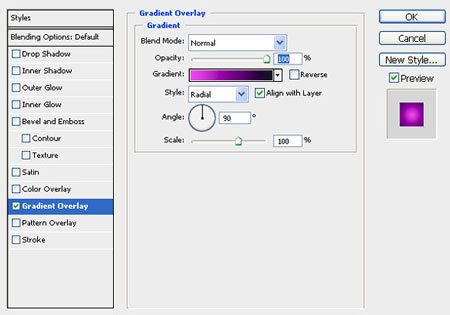 Styles
Blending Options: Default
Drop Shadow
Inner Shadow
Outer Glow
Inner Glow
Bevel and Emboss
Contour
Texture
Satin
Color Overlay
Gradient Overlay
Pattern Overlay
Stroke
Gradient Overlay
Gradient
Blend Mode: Normal
Opacity: 100 %
Gradient: Reverse
Style: Radial Align with Layer
Angle: 90 °
Scale: 100 %
OK
Cancel
New Style...
Preview